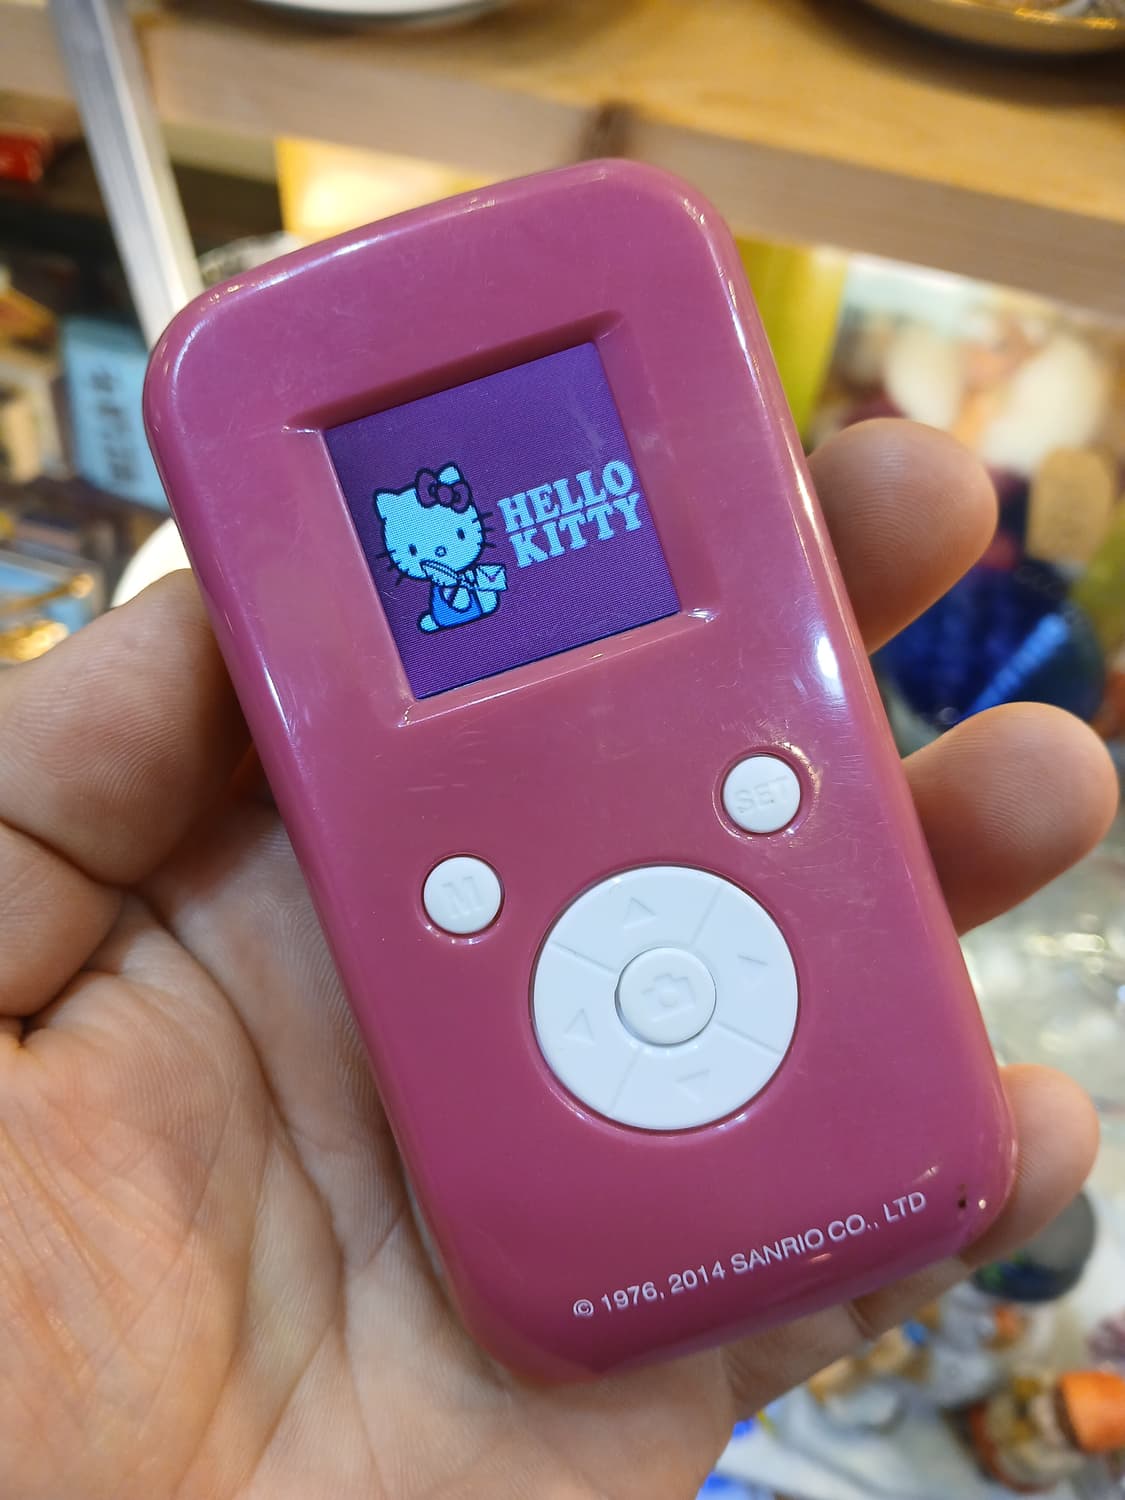 HELLO
KITTY
SET
M
© 1976, 2014 SANRIO CO., LTD